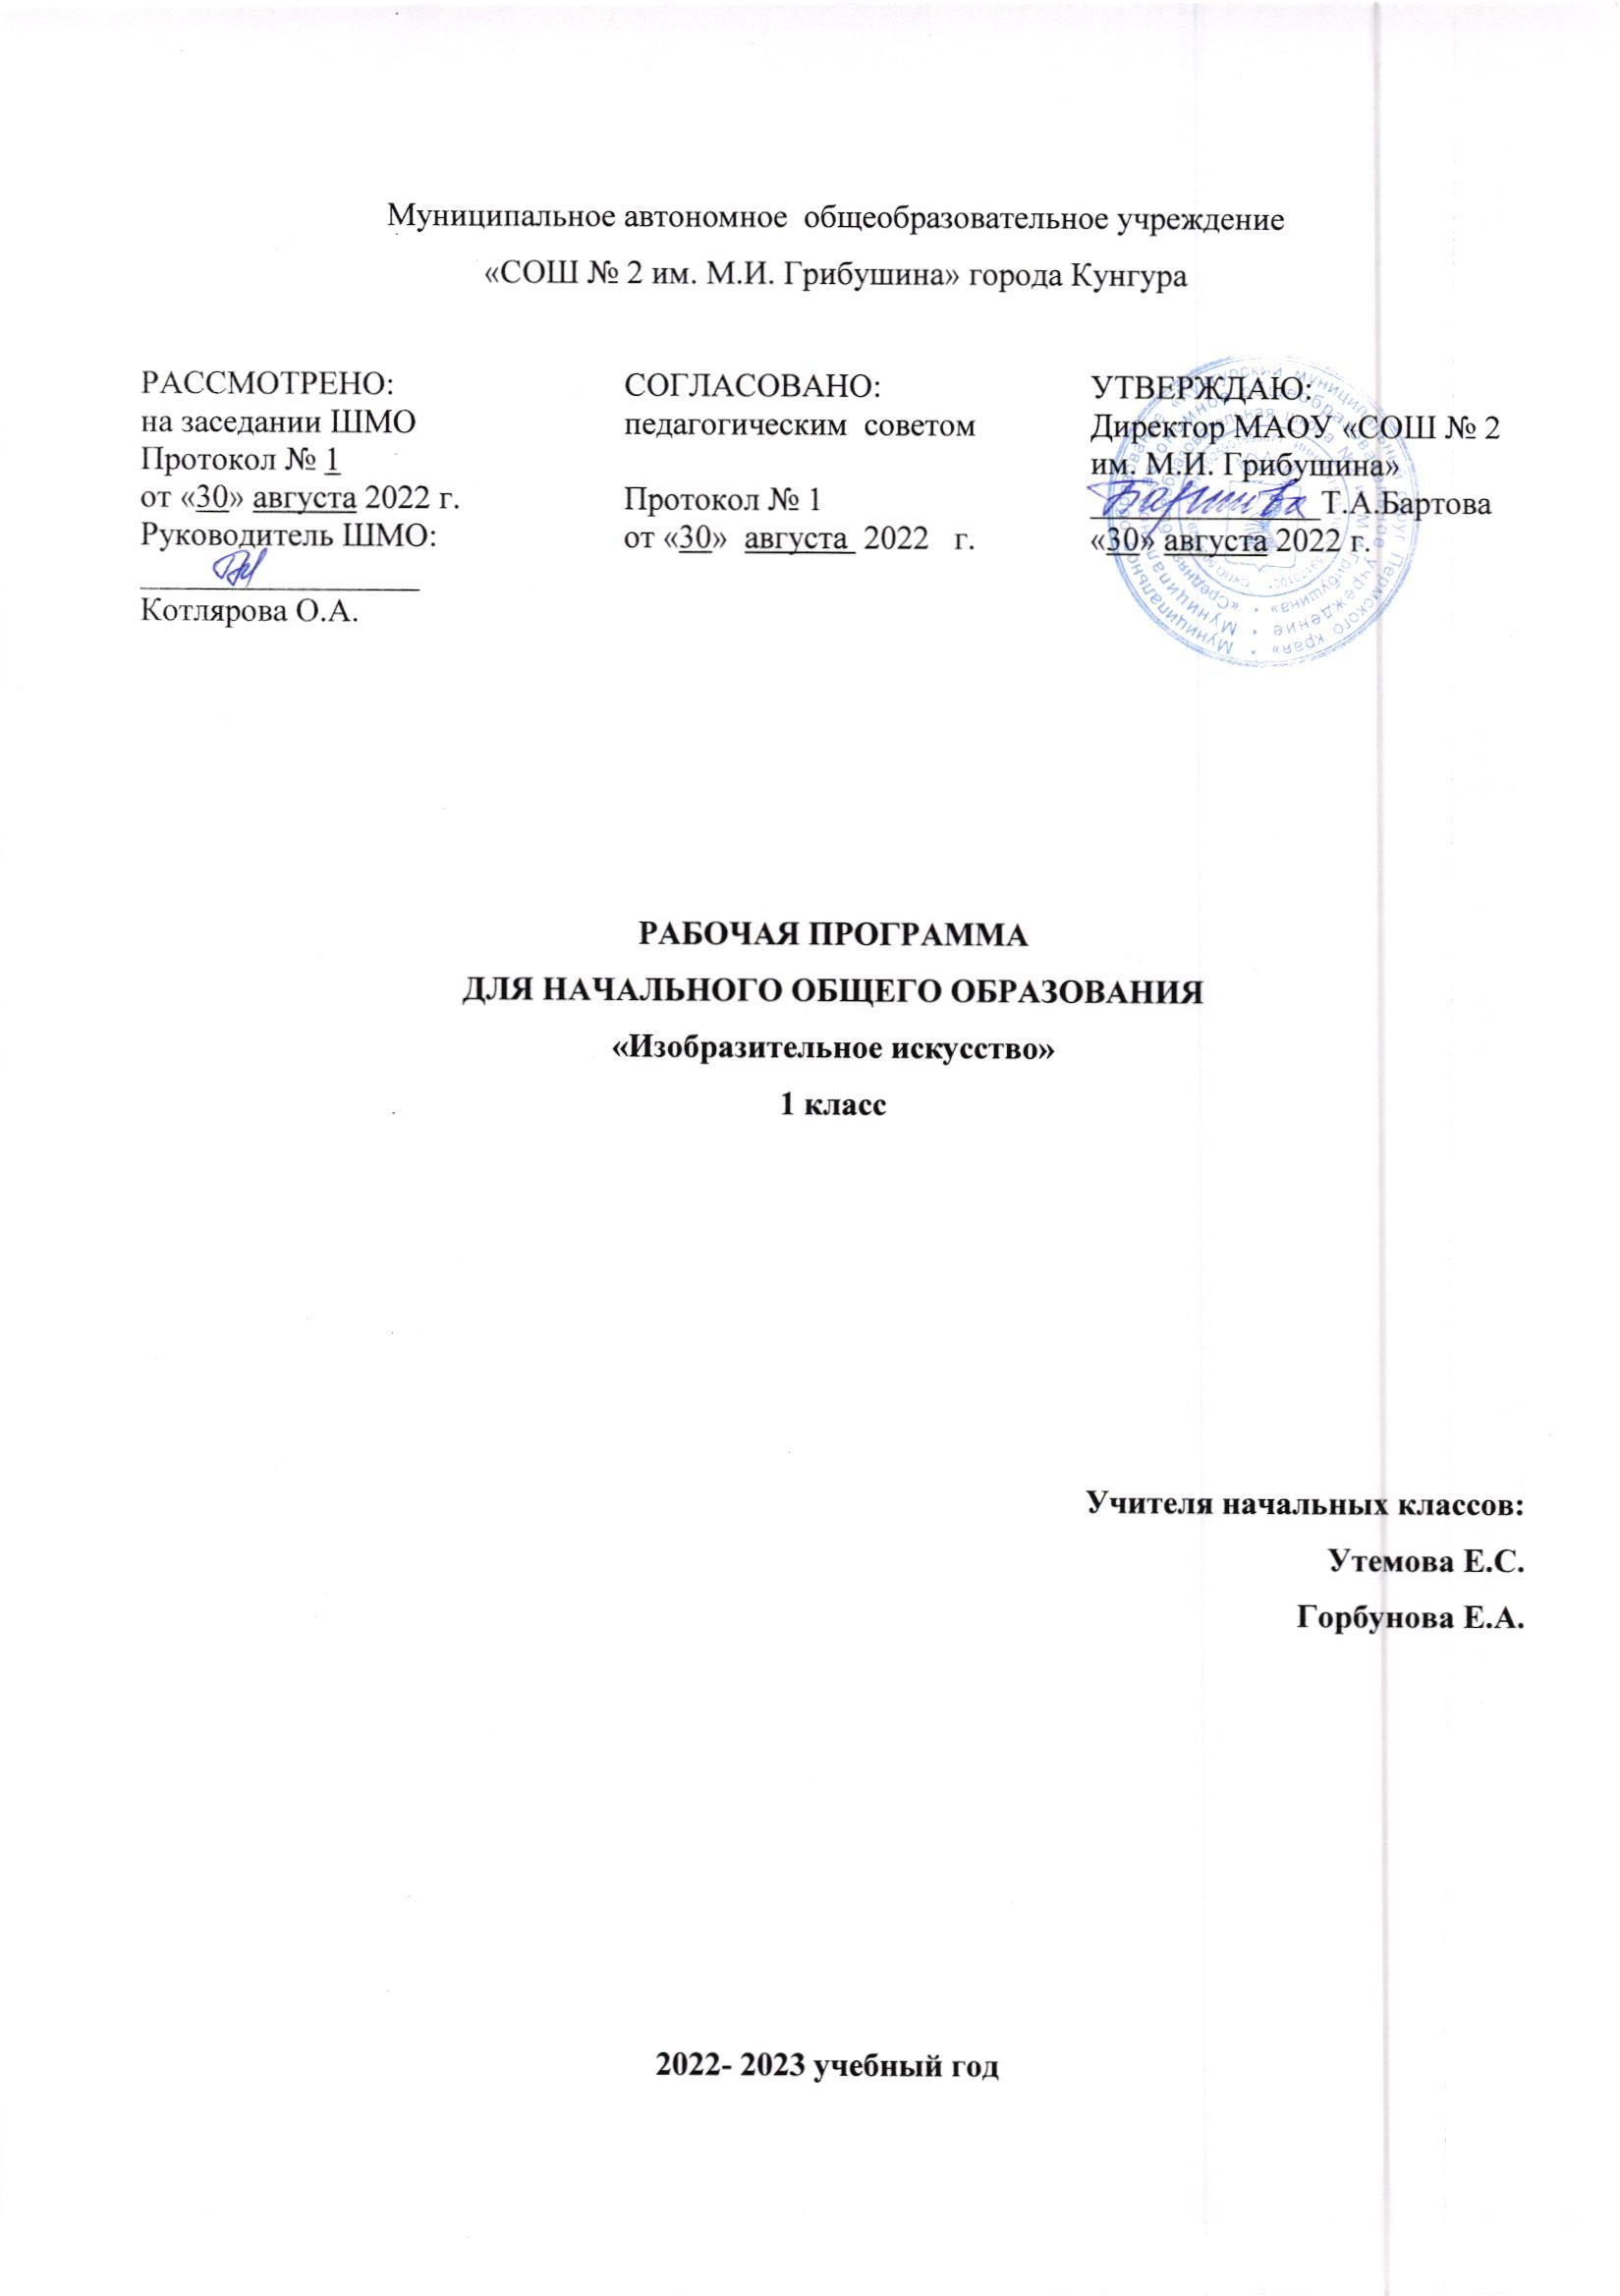 Муниципальное автономное общеобразовательное учреждение
«СОШ № 2 им. М.И. Грибушина» города Кунгура
РАССМОТРЕНО:
на заседании ШМО
Протокол № 1
от «30» августа 2022 г.
Руководитель ШМО:
Котлярова О.А.
СОГЛАСОВАНО:
педагогическим советом
Протокол № 1
от «30» августа 2022 г.
УТВЕРЖДАЮ:
Директор МАОУ «СОШ № 2
им. М.И. Грибушина»
Т.А.Бартова
«30» августа 2022 г.
РАБОЧАЯ ПРОГРАММА
ДЛЯ НАЧАЛЬНОГО ОБЩЕГО ОБРАЗОВАНИЯ
«Изобразительное искусство»
1 класс
Учителя начальных классов:
Утемова Е.С.
Горбунова Е.А.
2022- 2023 учебный год